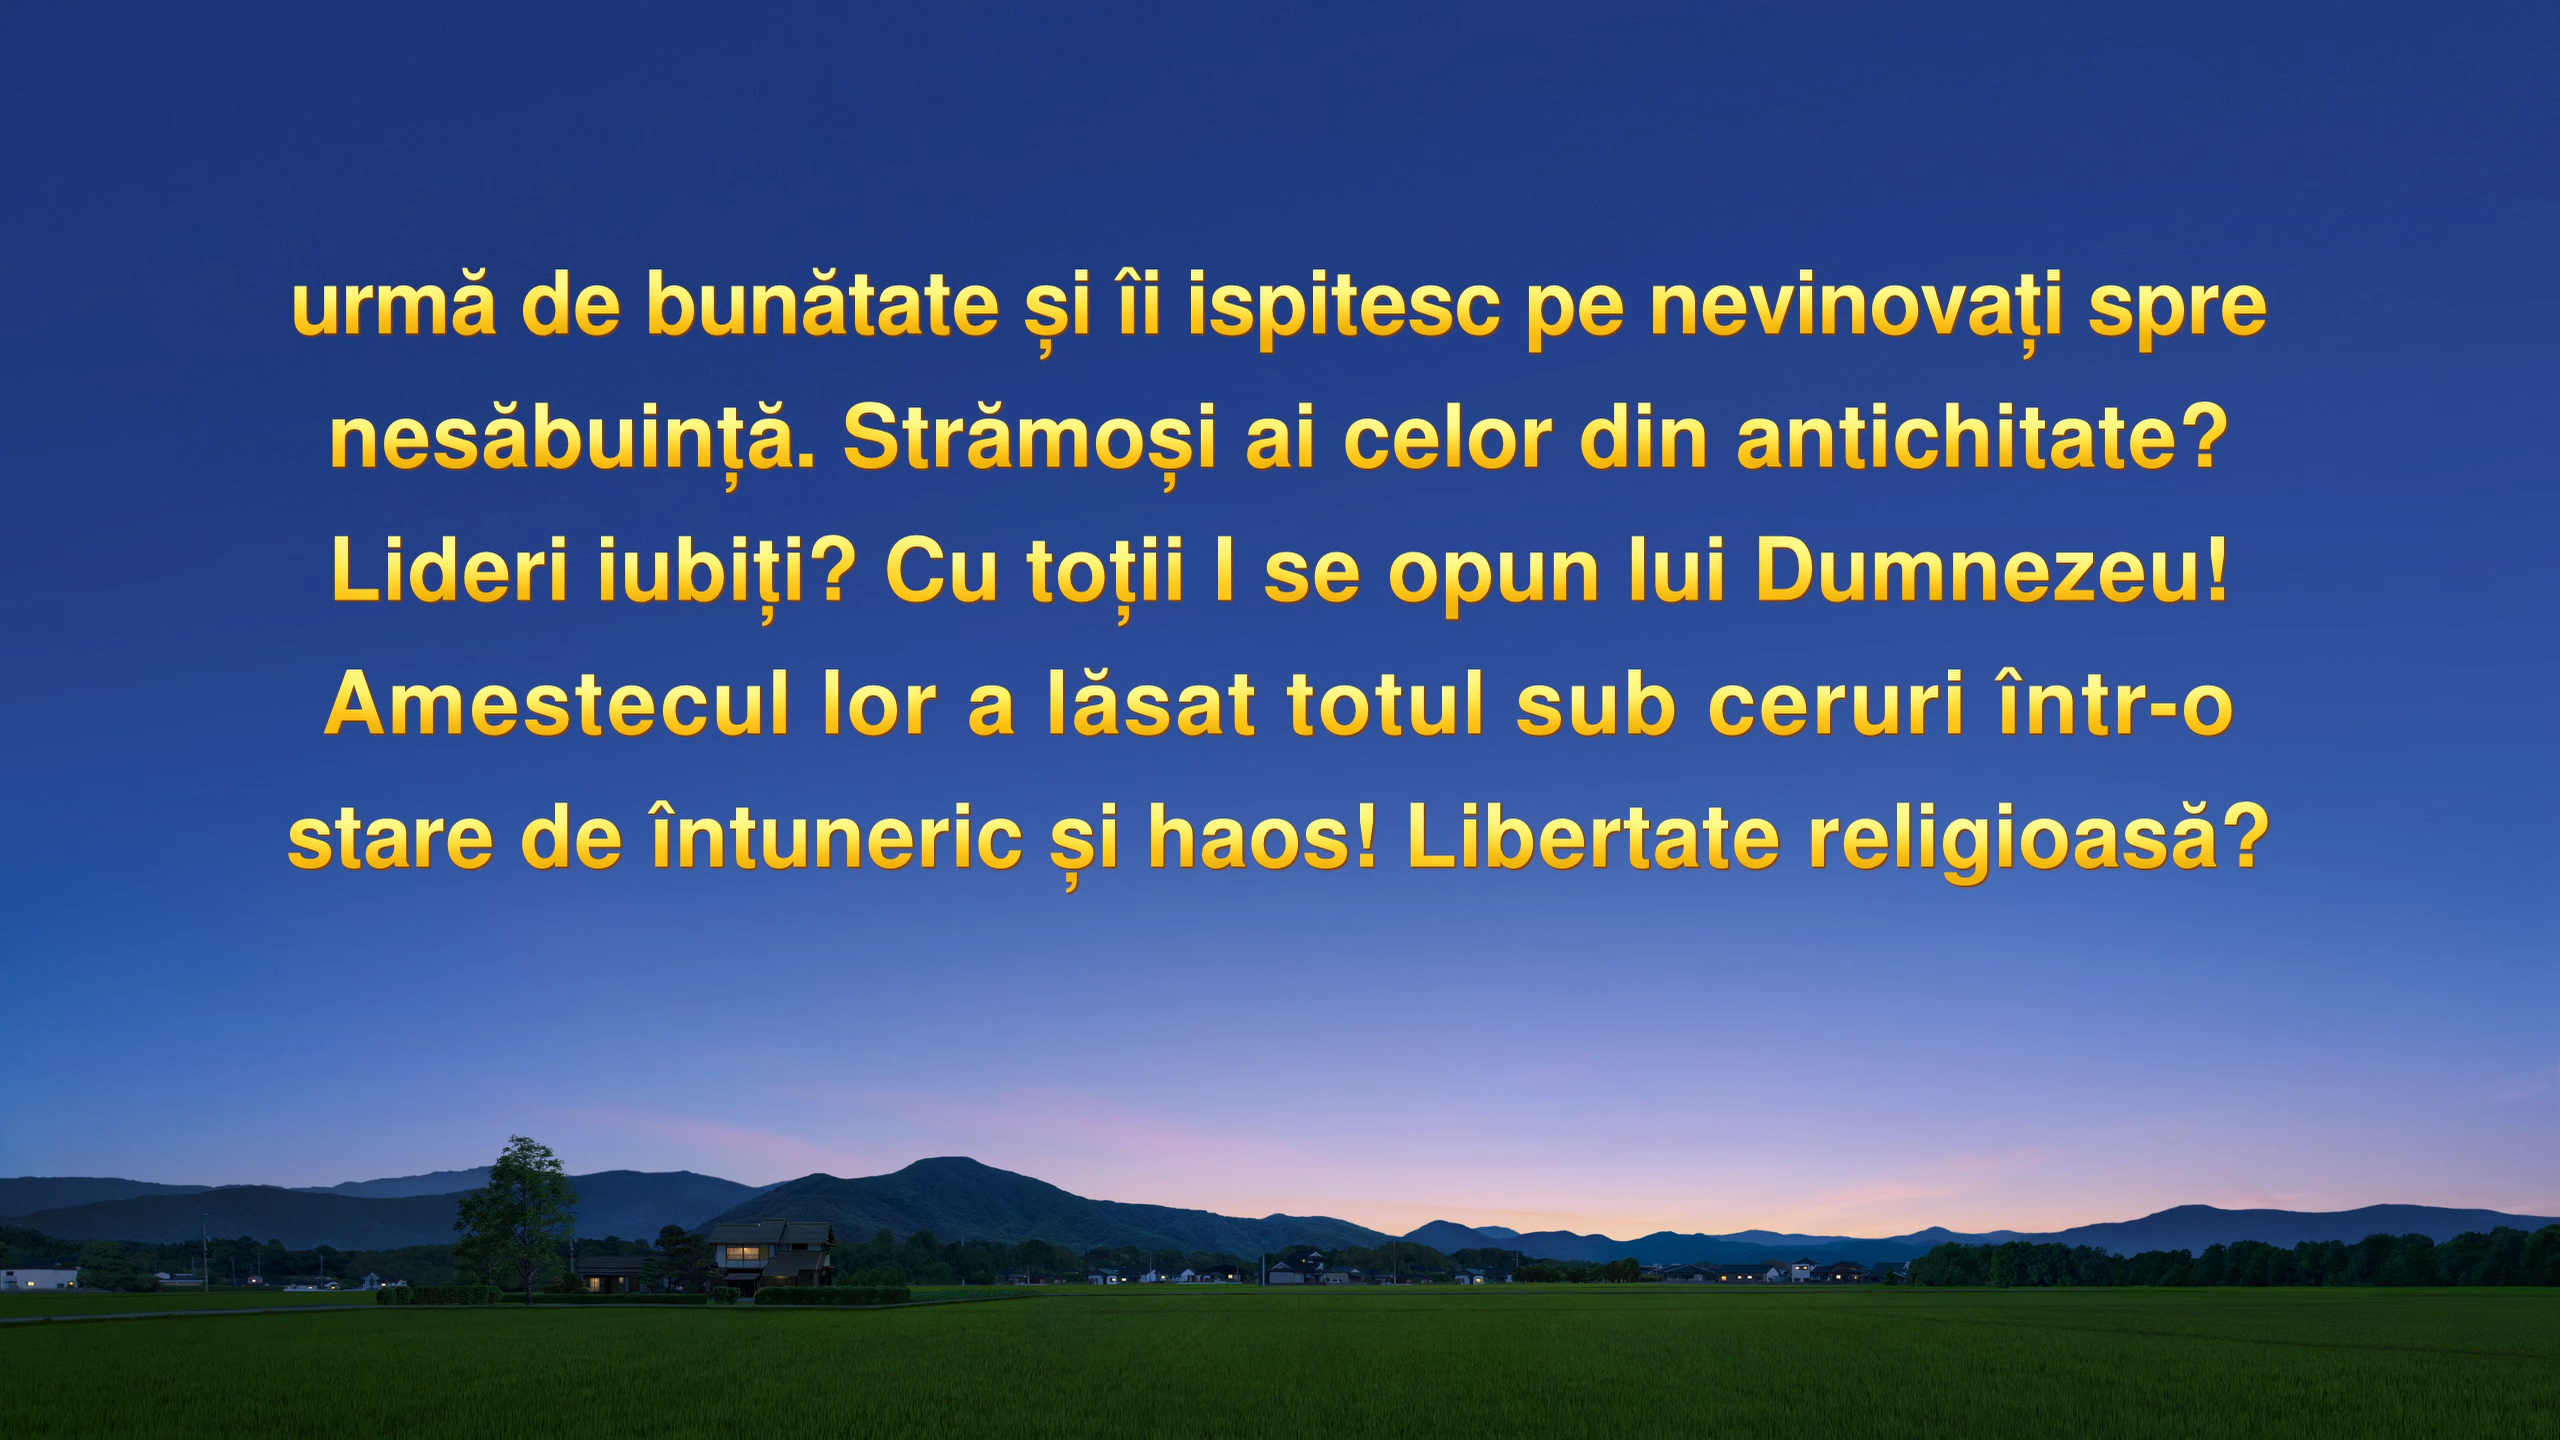 urmă de bunătate și îi ispitesc pe nevinovați spre
nesăbuință. Strămoși ai celor din antichitate?
Lideri iubiți? Cu toții I se opun lui Dumnezeu!
Amestecul lor a lăsat totul sub ceruri într-o
stare de întuneric și haos! Libertate religioasă?